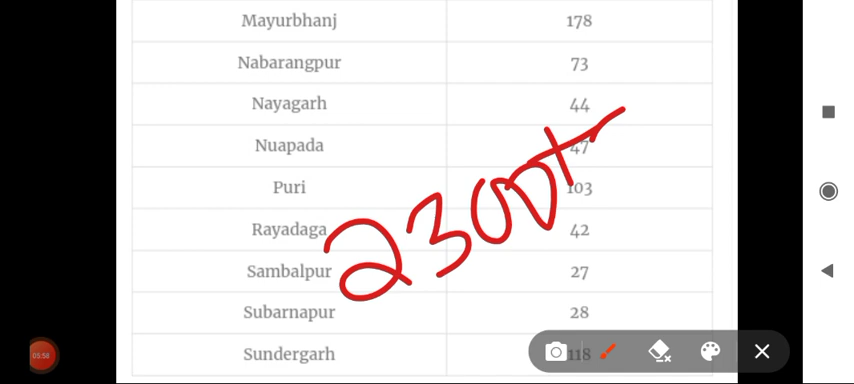 Mayurbhanj 178
Nabarangpur 73
Nayagarh 44
Nuapada 47
Puri 103
Rayadaga 42
Sambalpur 27
Subarnapur 28
Sundergarh 118
2300+
05:58